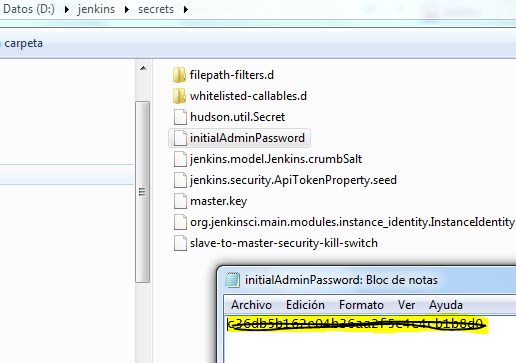 Datos (D:) jenkins secrets
carpeta
filepath-filters.d
whitelisted-callables.d
hudson.util.Secret
initialAdminPassword
jenkins.model.Jenkins.crumbSalt
jenkins.security.ApiTokenProperty.seed
master.key
org.jenkinsci.main.modules.instance_identity.InstanceIdentity
slave-to-master-security-kill-switch
initialAdminPassword: Bloc de notas
Archivo Edición Formato Ver Ayuda